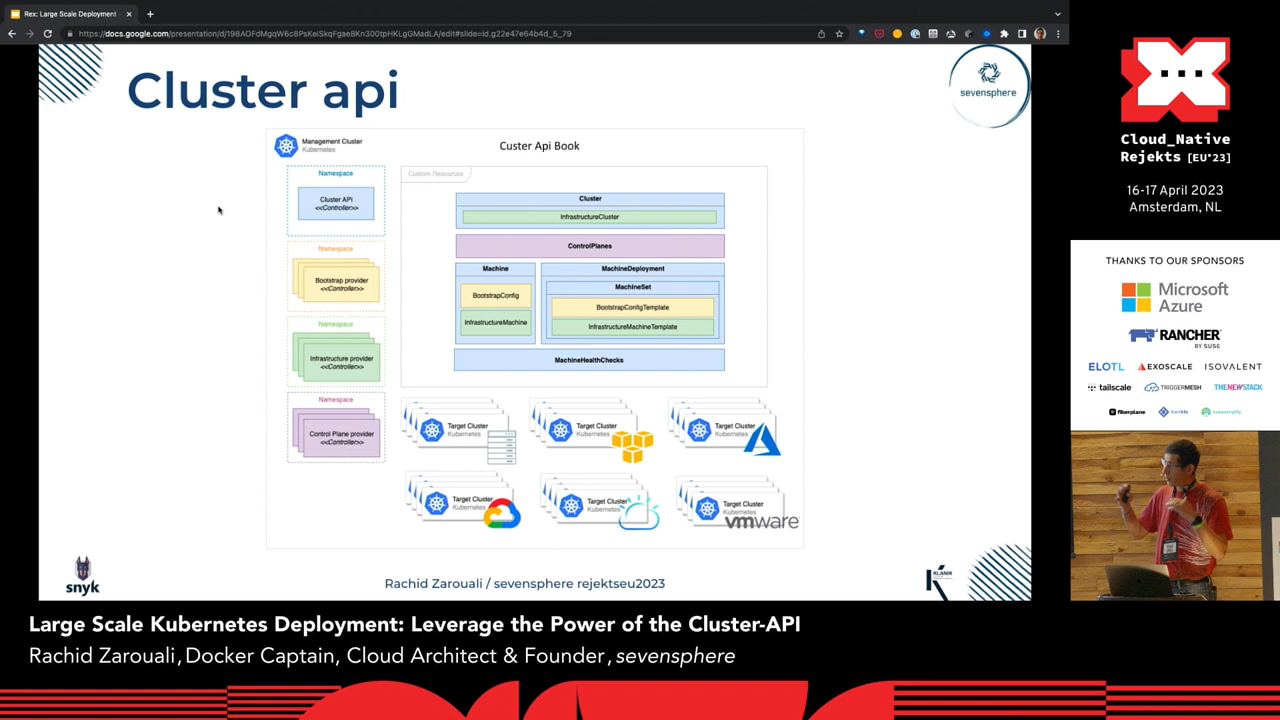 Rex: Large Scale Deployment:
https://docs.google.com/presentation/d/198AOFdMgqW6c8PsKeiSkqFgae8Kn300tpHKLgGMadLA/edit#slide=id.g22e47e64b4d_5_79
Cluster api
sevensphere
Management Cluster
Kubernetes
Custer Api Book
Namespace
Cluster API
<<Controller>>
Namespace
Bootstrap provider
<<Controller>>
Namespace
Infrastructure provider
<<Controller>>
Namespace
Control Plane provider
<<Controller>>
Custom Resources
Cluster
InfrastructureCluster
ControlPlanes
Machine
BootstrapConfig
InfrastructureMachine
MachineDeployment
MachineSet
BootstrapConfigTemplate
InfrastructureMachineTemplate
MachineHealthChecks
Target Cluster
Kubernetes
Target Cluster
Kubernetes
Target Cluster
Kubernetes
Target Cluster
Kubernetes
Target Cluster
Kubernetes
Target Cluster
Kubernetes
vmware
snyk
Rachid Zarouali / sevensphere rejektseu2023
Cloud_Native
Rejekts [EU'23]
16-17 April 2023
Amsterdam, NL
THANKS TO OUR SPONSORS
Microsoft
Azure
RANCHER
BY SUSE
ELOTL
EXOSCALE
ISOVALENT
tailscale
TRIGGERMESH
THENEWSTACK
fiberplane
Kubesimplify
Large Scale Kubernetes Deployment: Leverage the Power of the Cluster-API
Rachid Zarouali, Docker Captain, Cloud Architect & Founder, sevensphere